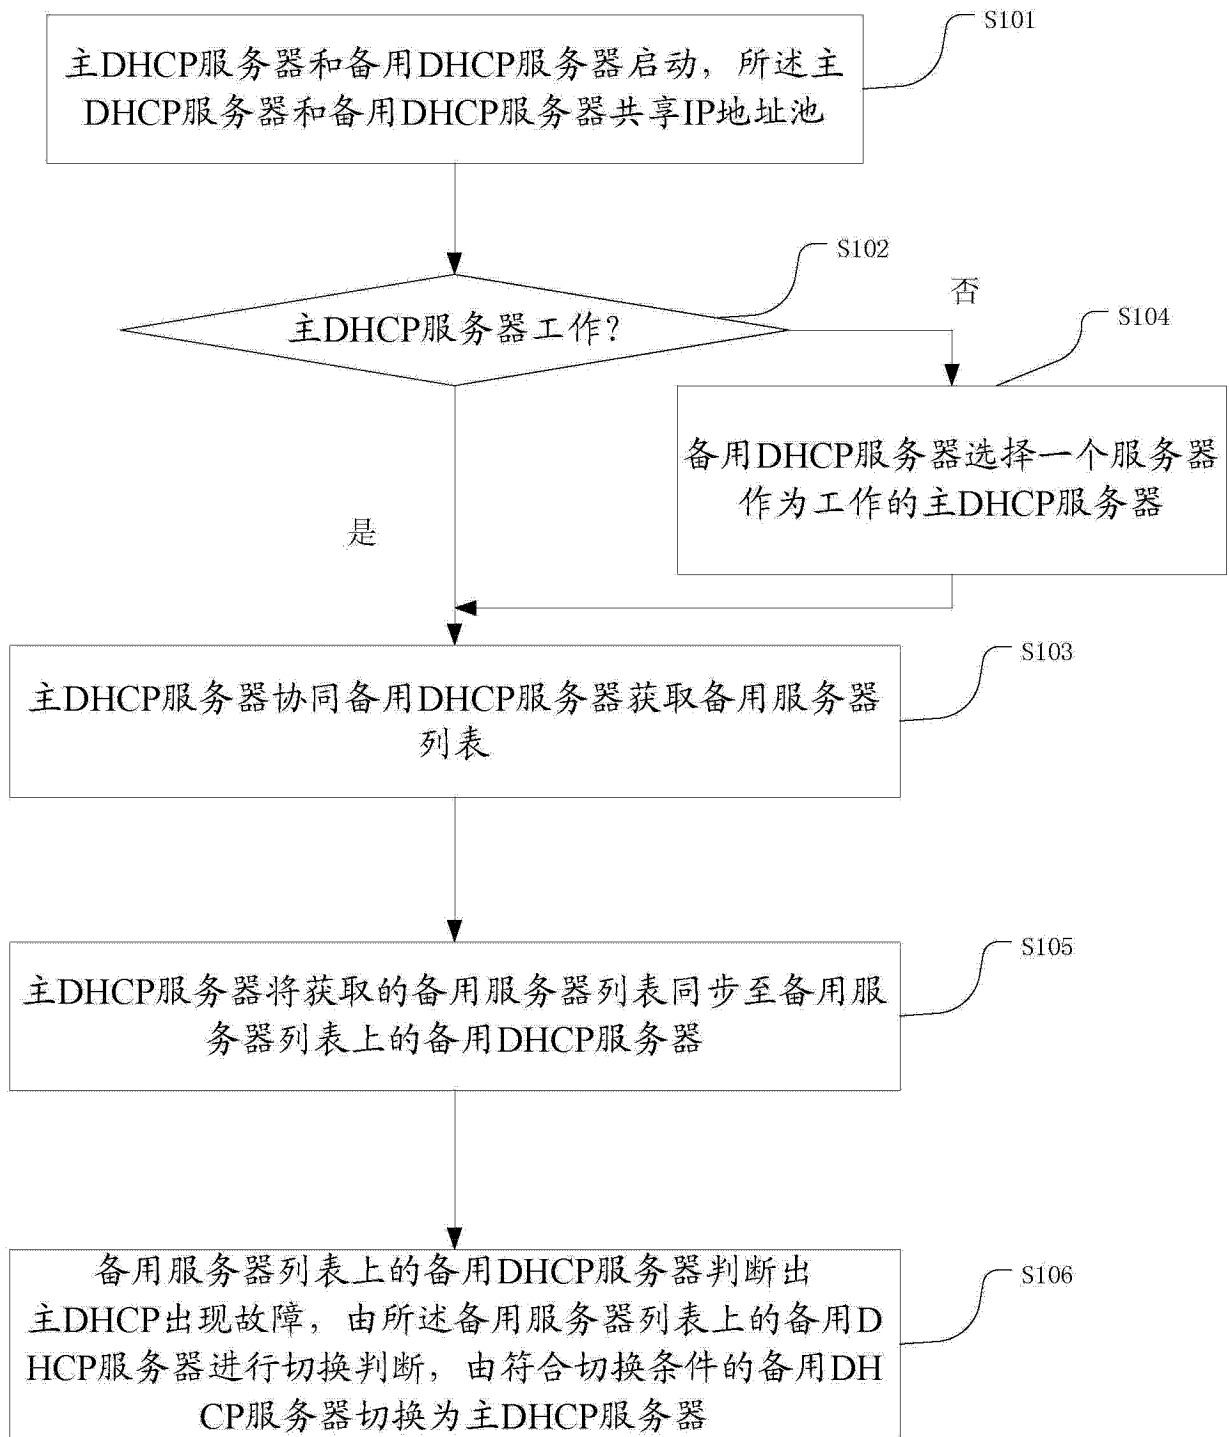 S101
主DHCP服务器和备用DHCP服务器启动，所述主
DHCP服务器和备用DHCP服务器共享IP地址池
S102
主DHCP服务器工作？
否
S104
备用DHCP服务器选择一个服务器
作为工作的主DHCP服务器
是
S103
主DHCP服务器协同备用DHCP服务器获取备用服务器
列表
S105
主DHCP服务器将获取的备用服务器列表同步至备用服
务器列表上的备用DHCP服务器
S106
备用服务器列表上的备用DHCP服务器判断出
主DHCP出现故障，由所述备用服务器列表上的备用D
HCP服务器进行切换判断，由符合切换条件的备用DH
CP服务器切换为主DHCP服务器